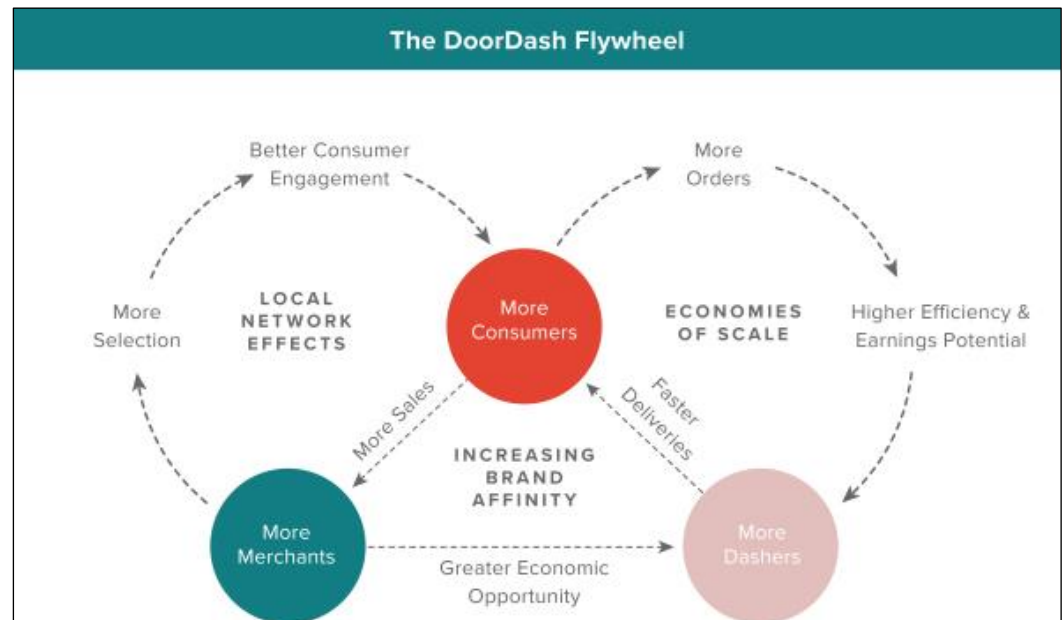 The DoorDash Flywheel
Better Consumer
Engagement
More
Orders
More
Selection
LOCAL
NETWORK
EFFECTS
More
Consumers
ECONOMIES
OF SCALE
Higher Efficiency &
Earnings Potential
More Sales
Faster
Deliveries
INCREASING
BRAND
AFFINITY
More
Merchants
Greater Economic
Opportunity
More
Dashers